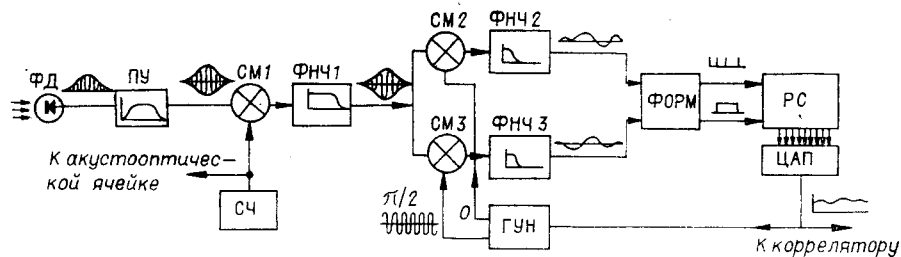 СМ2
ФНЧ2
ФД
ПУ
СМ1
ФНЧ1
ФОРМ
РС
СМ3
ФНЧ3
ЦАП
К акустооптичес-
кой ячейке
СЧ
π/2
0
ГУН
К коррелятору